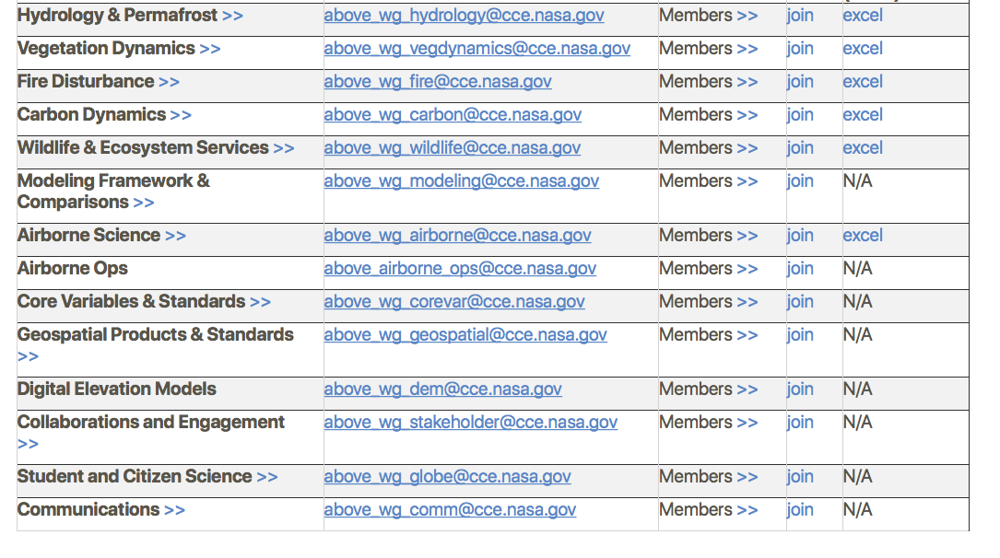 Hydrology & Permafrost >> above_wg_hydrology@cce.nasa.gov Members >> join excel
Vegetation Dynamics >> above_wg_vegdynamics@cce.nasa.gov Members >> join excel
Fire Disturbance >> above_wg_fire@cce.nasa.gov Members >> join excel
Carbon Dynamics >> above_wg_carbon@cce.nasa.gov Members >> join excel
Wildlife & Ecosystem Services >> above_wg_wildlife@cce.nasa.gov Members >> join excel
Modeling Framework & above_wg_modeling@cce.nasa.gov Members >> join N/A
Comparisons >>
Airborne Science >> above_wg_airborne@cce.nasa.gov Members >> join excel
Airborne Ops above_airborne_ops@cce.nasa.gov Members >> join N/A
Core Variables & Standards >> above_wg_corevar@cce.nasa.gov Members >> join N/A
Geospatial Products & Standards above_wg_geospatial@cce.nasa.gov Members >> join N/A
>>
Digital Elevation Models above_wg_dem@cce.nasa.gov Members >> join N/A
Collaborations and Engagement above_wg_stakeholder@cce.nasa.gov Members >> join N/A
>>
Student and Citizen Science >> above_wg_globe@cce.nasa.gov Members >> join N/A
Communications >> above_wg_comm@cce.nasa.gov Members >> join N/A